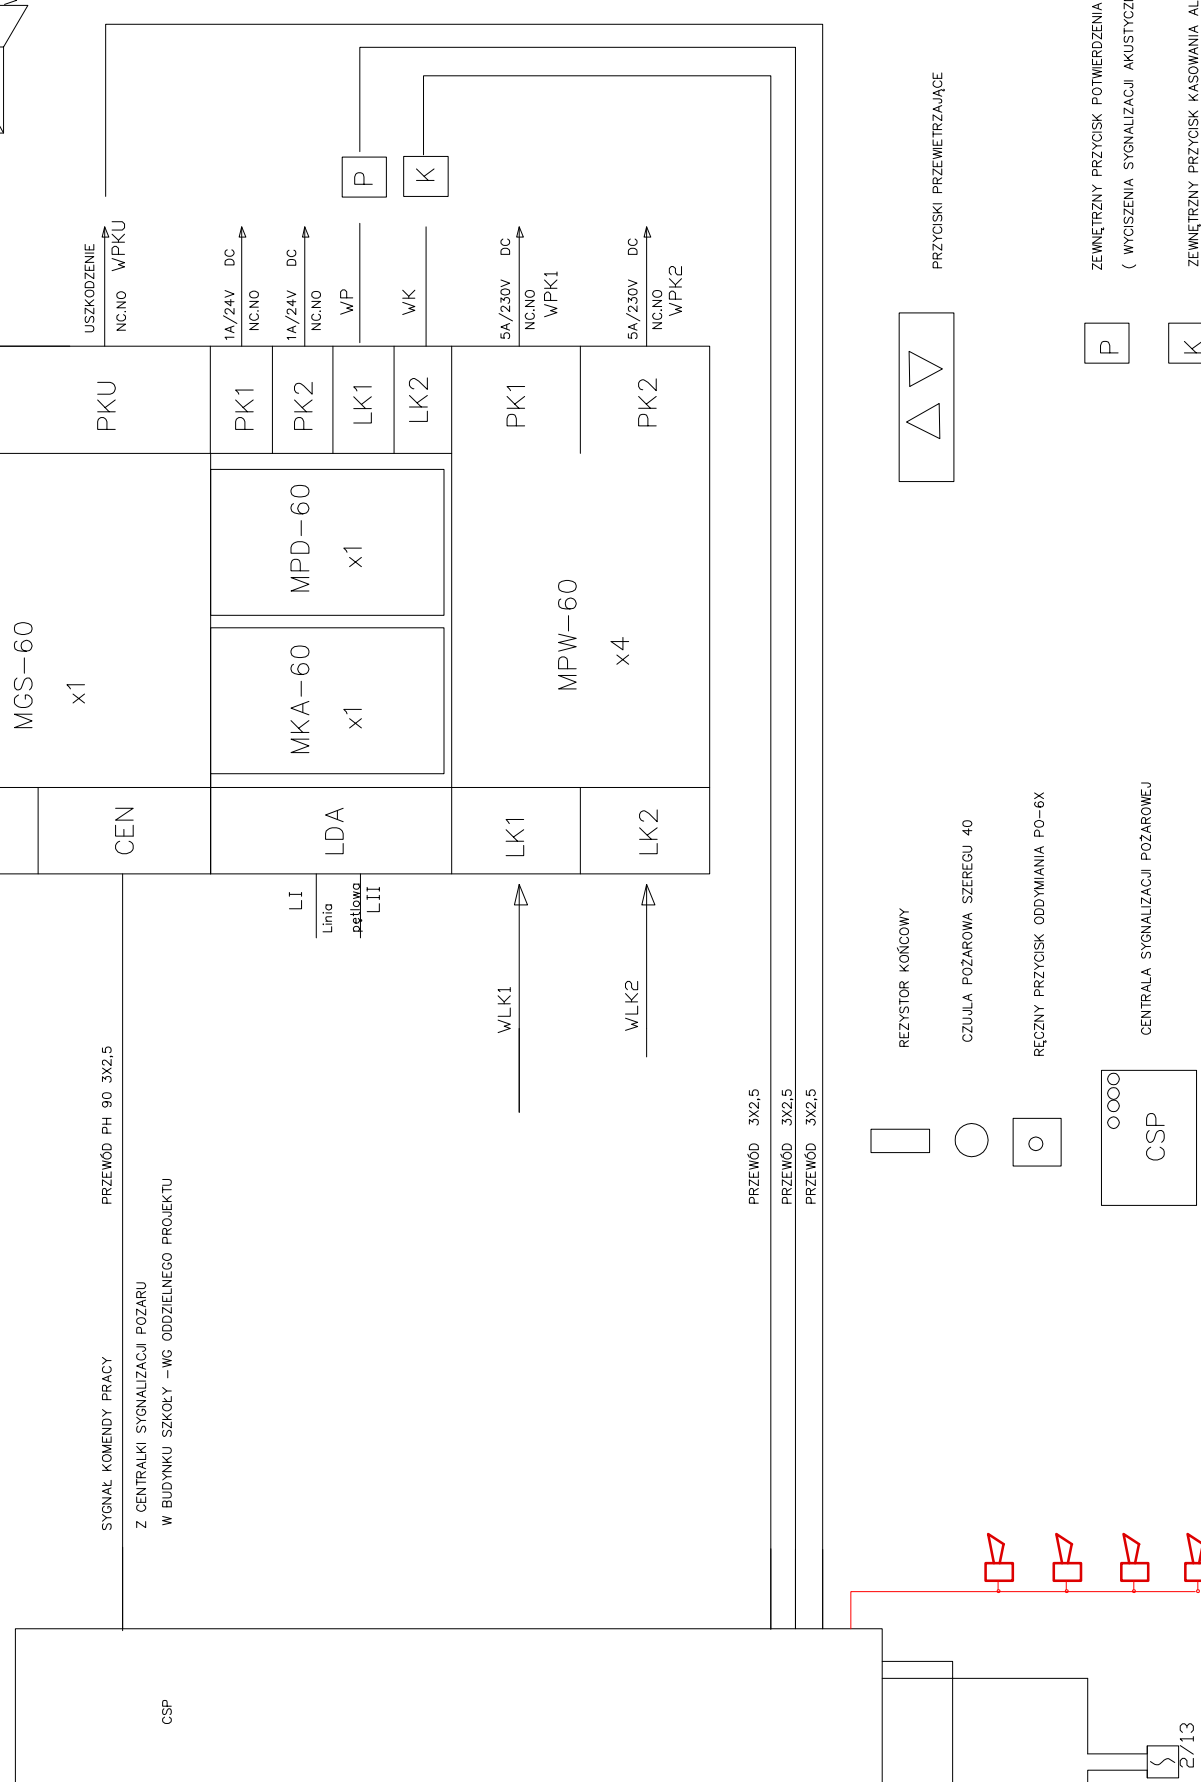 USZKODZENIE
NC.NO WPKU
1A/24V DC
NC.NO
1A/24V DC
NC.NO
WP
WK
P
K
5A/230V DC
NC.NO
WPK1
5A/230V DC
NC.NO
WPK2
PKU
PK1
PK2
LK1
LK2
PK1
PK2
MGS-60
x1
MPD-60
x1
MKA-60
x1
MPW-60
x4
CEN
LDA
LK1
LK2
LI
Linia
pętlowa
LII
WLK1
WLK2
PRZEWÓD PH 90 3X2,5
SYGNAŁ KOMENDY PRACY
Z CENTRALKI SYGNALIZACJI POZARU
W BUDYNKU SZKOŁY -WG ODDZIELNEGO PROJEKTU
PRZEWÓD 3X2,5
PRZEWÓD 3X2,5
PRZEWÓD 3X2,5
CSP
PRZYCISKI PRZEWIETRZAJĄCE
ZEWNĘTRZNY PRZYCISK POTWIERDZENIA
( WYCISZENIA SYGNALIZACJI
P
ZEWNĘTRZNY PRZYCISK KASOWANIA
K
REZYSTOR KOŃCOWY
CZUJLA POŻAROWA SZEREGU 40
RĘCZNY PRZYCISK ODDYMIANIA PO-6X
CENTRALA SYGNALIZACJI POŻAROWEJ
CSP
2/13